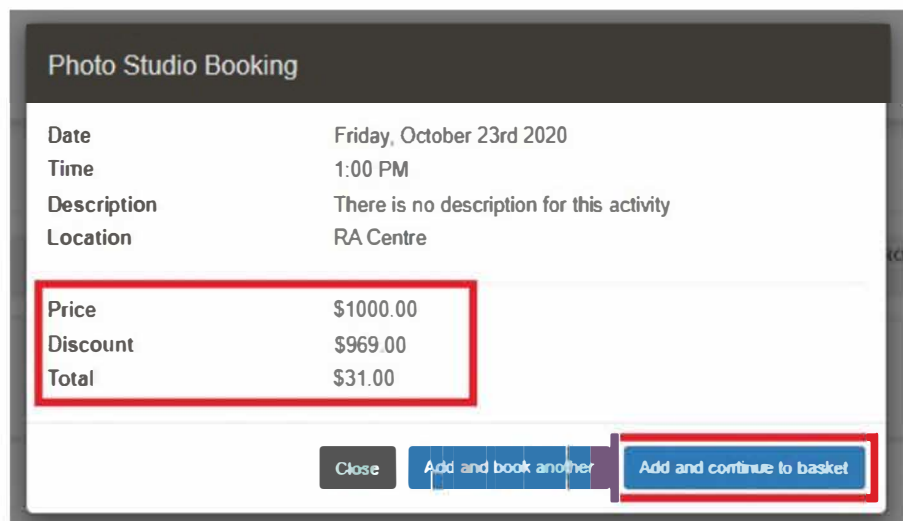 Photo Studio Booking
Date Friday, October 23rd 2020
Time 1:00 PM
Description There is no description for this activity
Location RA Centre
Price $1000.00
Discount $969.00
Total $31.00
Close Add and book another Add and continue to basket